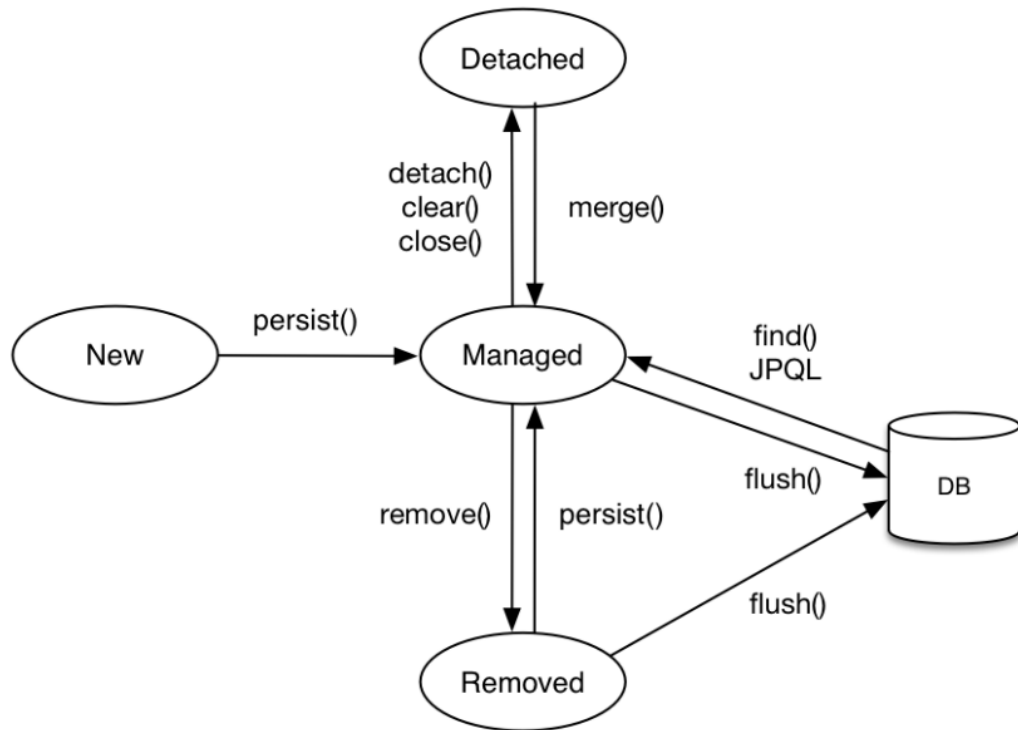 Detached
detach()
clear()
close()
merge()
New
persist()
Managed
find()
JPQL
flush()
DB
remove()
persist()
flush()
Removed